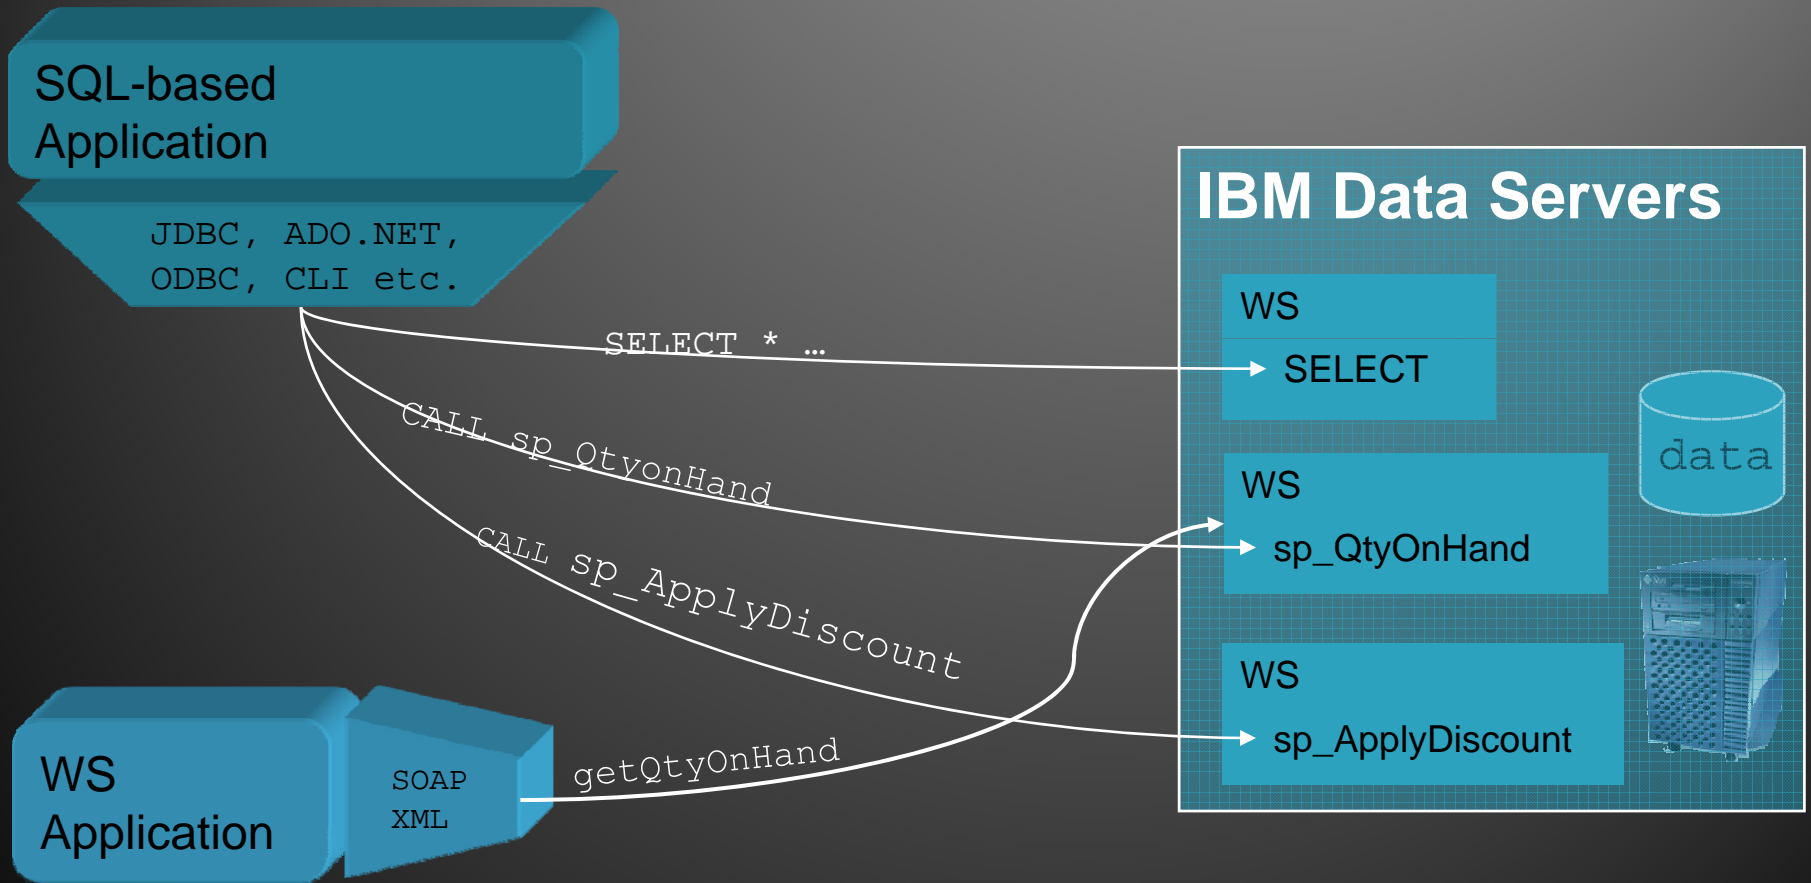 SQL-based
Application
JDBC, ADO.NET,
ODBC, CLI etc.
IBM Data Servers
WS
SELECT
SELECT * …
CALL sp_QtyonHand
data
WS
sp_QtyOnHand
CALL sp_ApplyDiscount
WS
sp_ApplyDiscount
getQtyOnHand
WS
Application
SOAP
XML